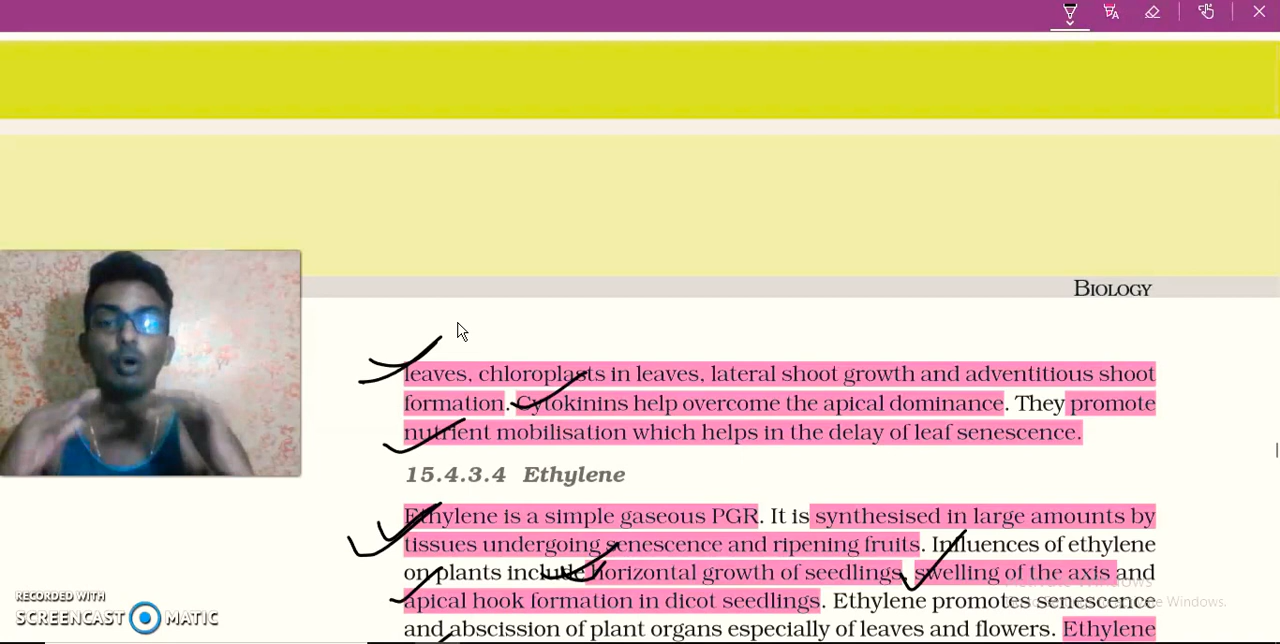 BIOLOGY
leaves, chloroplasts in leaves, lateral shoot growth and adventitious shoot
formation. Cytokinins help overcome the apical dominance. They promote
nutrient mobilisation which helps in the delay of leaf senescence.
15.4.3.4 Ethylene
Ethylene is a simple gaseous PGR. It is synthesised in large amounts by
tissues undergoing senescence and ripening fruits. Influences of ethylene
on plants include horizontal growth of seedlings, swelling of the axis and
apical hook formation in dicot seedlings. Ethylene promotes senescence
and abscission of plant organs especially of leaves and flowers. Ethylene
RECORDED WITH
SCREENCAST MATIC
Windows.